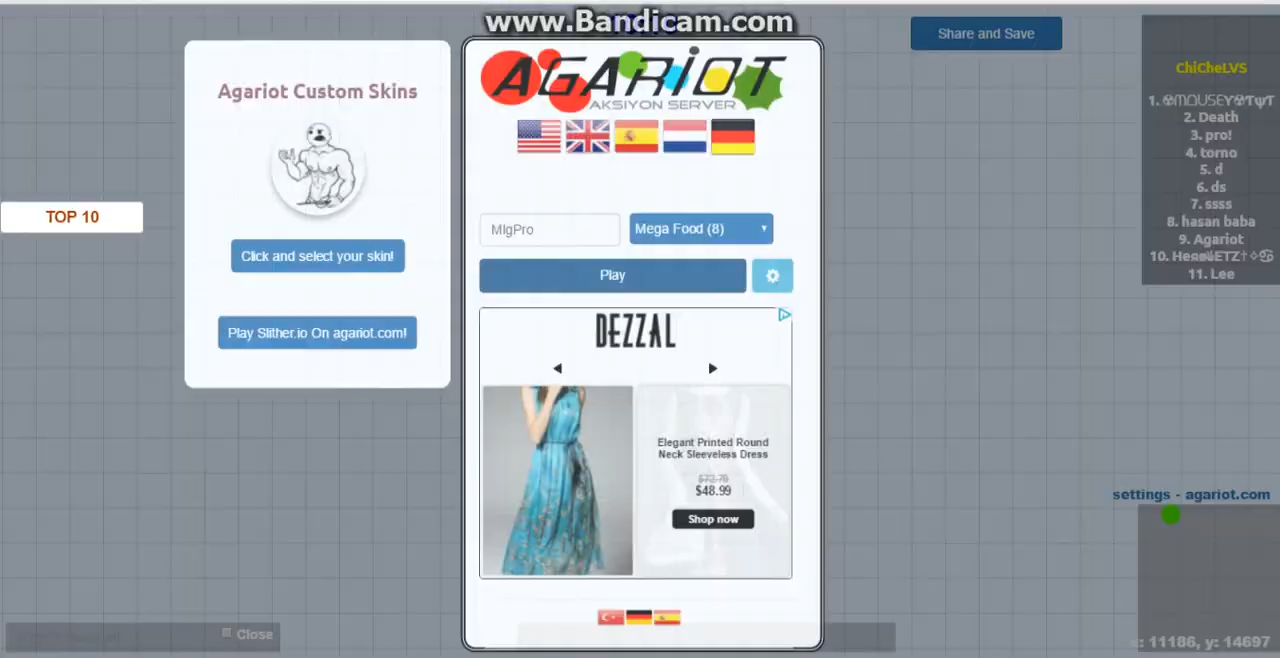 www.Bandicam.com
Share and Save
Agariot Custom Skins
AGARiOT
AKSIYON SERVER
TOP 10
Click and select your skin!
Play Slither.io On agariot.com!
MlgPro
Mega Food (8)
Play
DEZZAL
Elegant Printed Round
Neck Sleeveless Dress
$72.70
$48.99
Shop now
ChiCheLVS
2. Death
3. pro!
4. torno
5. d
6. ds
7. ssss
8. hasan baba
9. Agariot
11. Lee
settings - agariot.com
Close
x: 11186, y: 14697